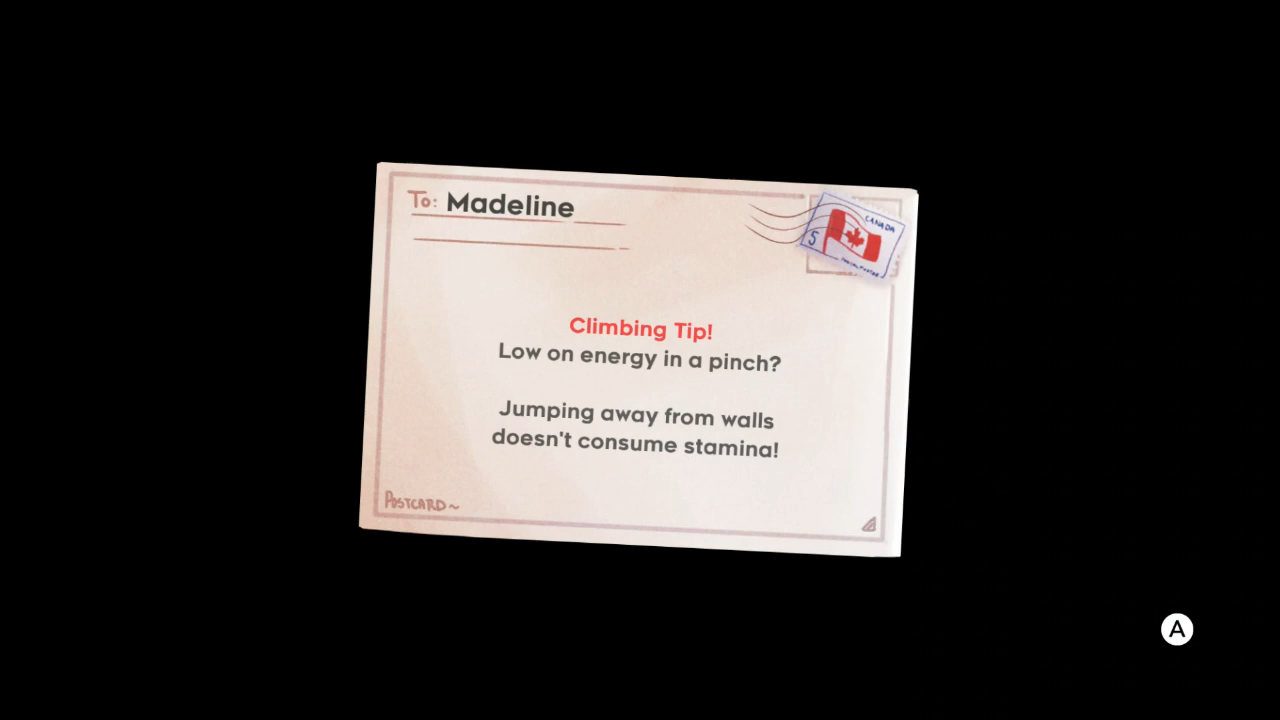 To: Madeline
CANADA
5
Climbing Tip!
Low on energy in a pinch?
Jumping away from walls
doesn't consume stamina!
POSTCARD~
A